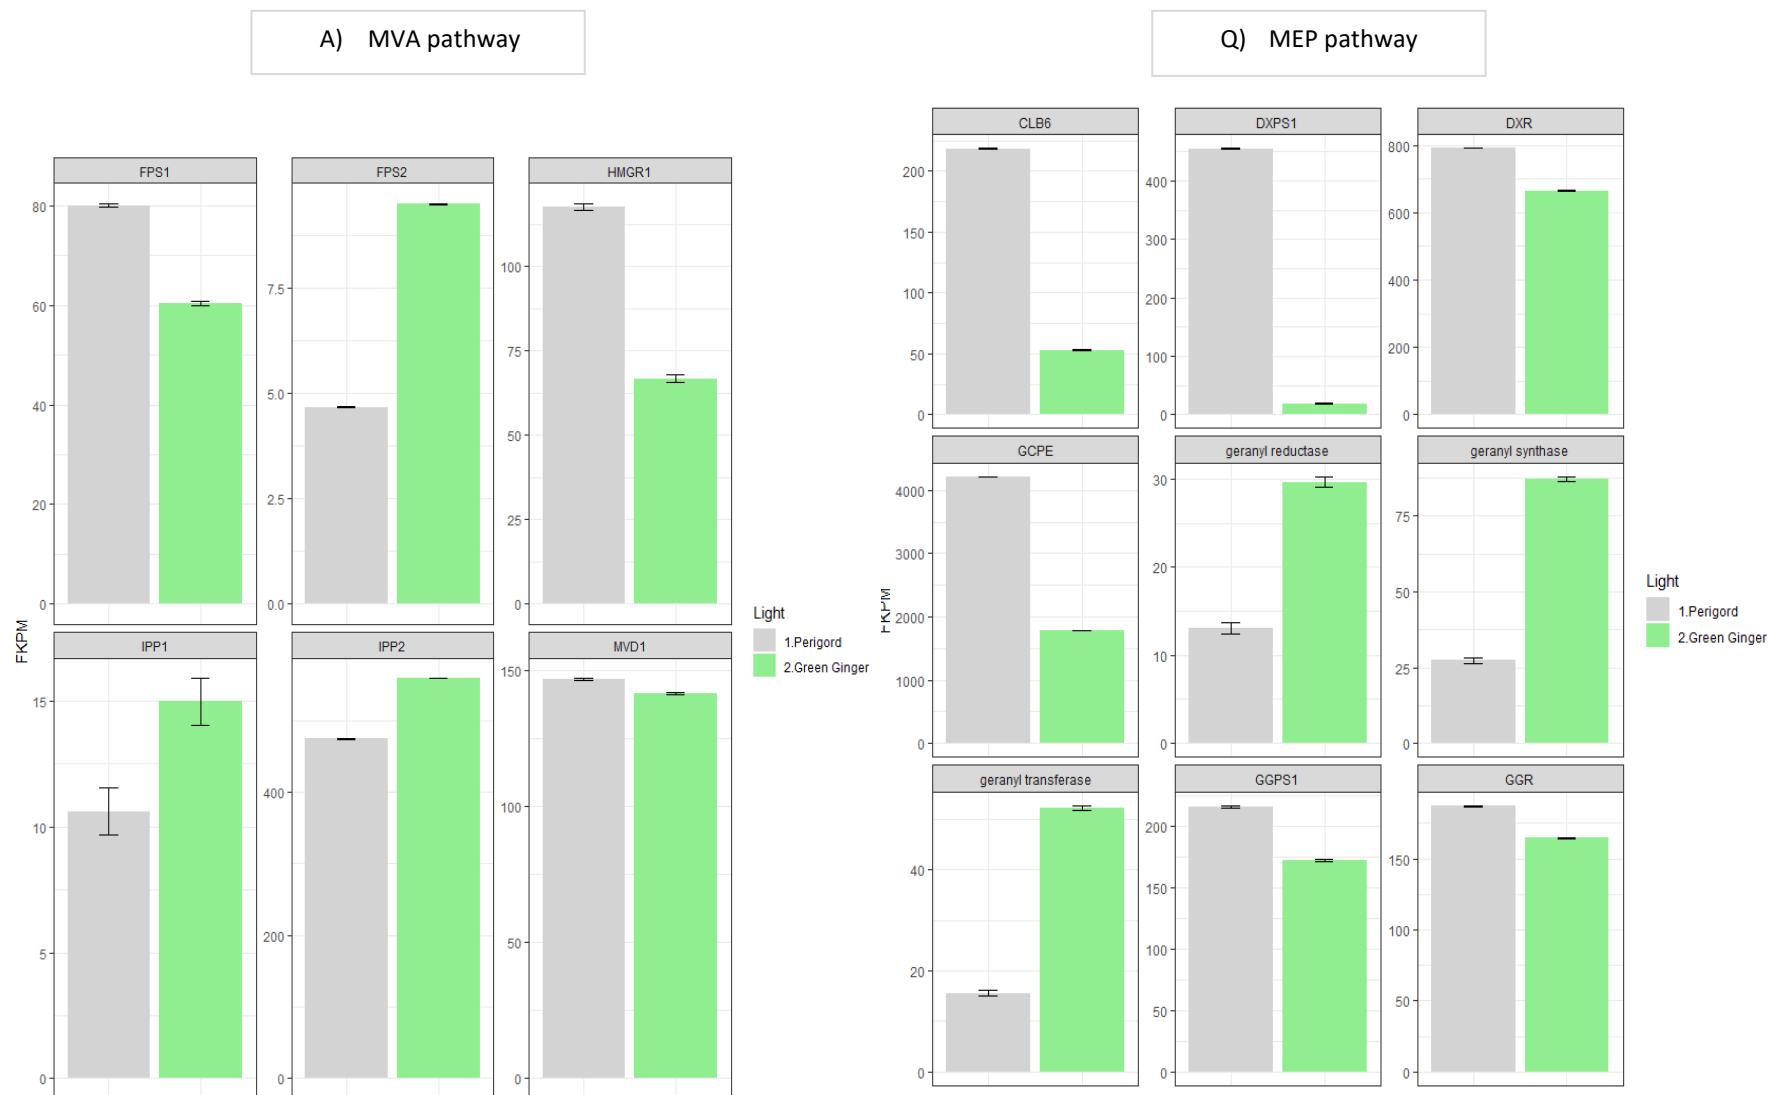 A) MVA pathway
FPS1
FPS2
HMGR1
80
60
40
20
0
7.5
5.0
2.5
0.0
100
75
50
25
0
IPP1
IPP2
MVD1
15
10
5
0
400
200
0
150
100
50
0
FKPM
Light
1.Perigord
2.Green Ginger
Q) MEP pathway
CLB6
DXPS1
DXR
200
150
100
50
0
400
300
200
100
0
800
600
400
200
0
GCPE
geranyl reductase
geranyl synthase
4000
3000
2000
1000
0
30
20
10
0
75
50
25
0
geranyl transferase
GGPS1
GGR
40
20
0
200
150
100
50
0
150
100
50
0
FKPM
Light
1.Perigord
2.Green Ginger